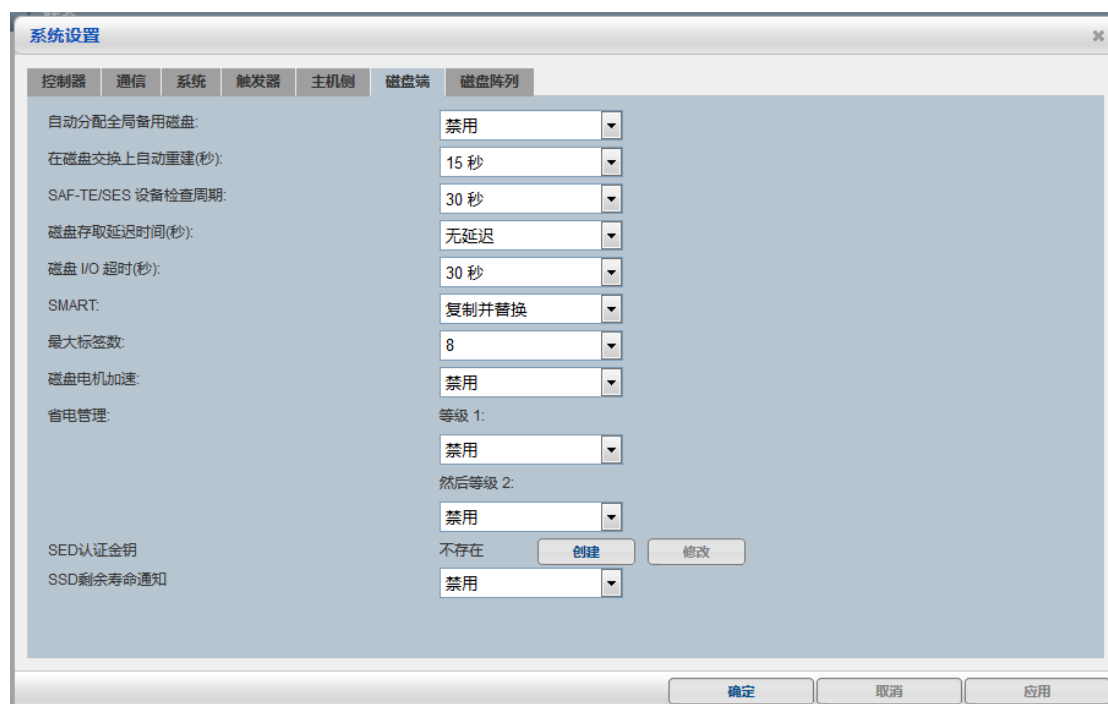 系统设置
控制器 通信 系统 触发器 主机侧 磁盘端 磁盘阵列
自动分配全局备用磁盘: 禁用
在磁盘交换上自动重建(秒): 15 秒
SAF-TE/SES 设备检查周期: 30 秒
磁盘存取延迟时间(秒): 无延迟
磁盘 I/O 超时(秒): 30 秒
SMART: 复制并替换
最大标签数: 8
磁盘电机加速: 禁用
省电管理: 等级 1:
禁用
然后等级 2:
禁用
SED认证金钥 不存在 创建 修改
SSD剩余寿命通知 禁用
确定 取消 应用